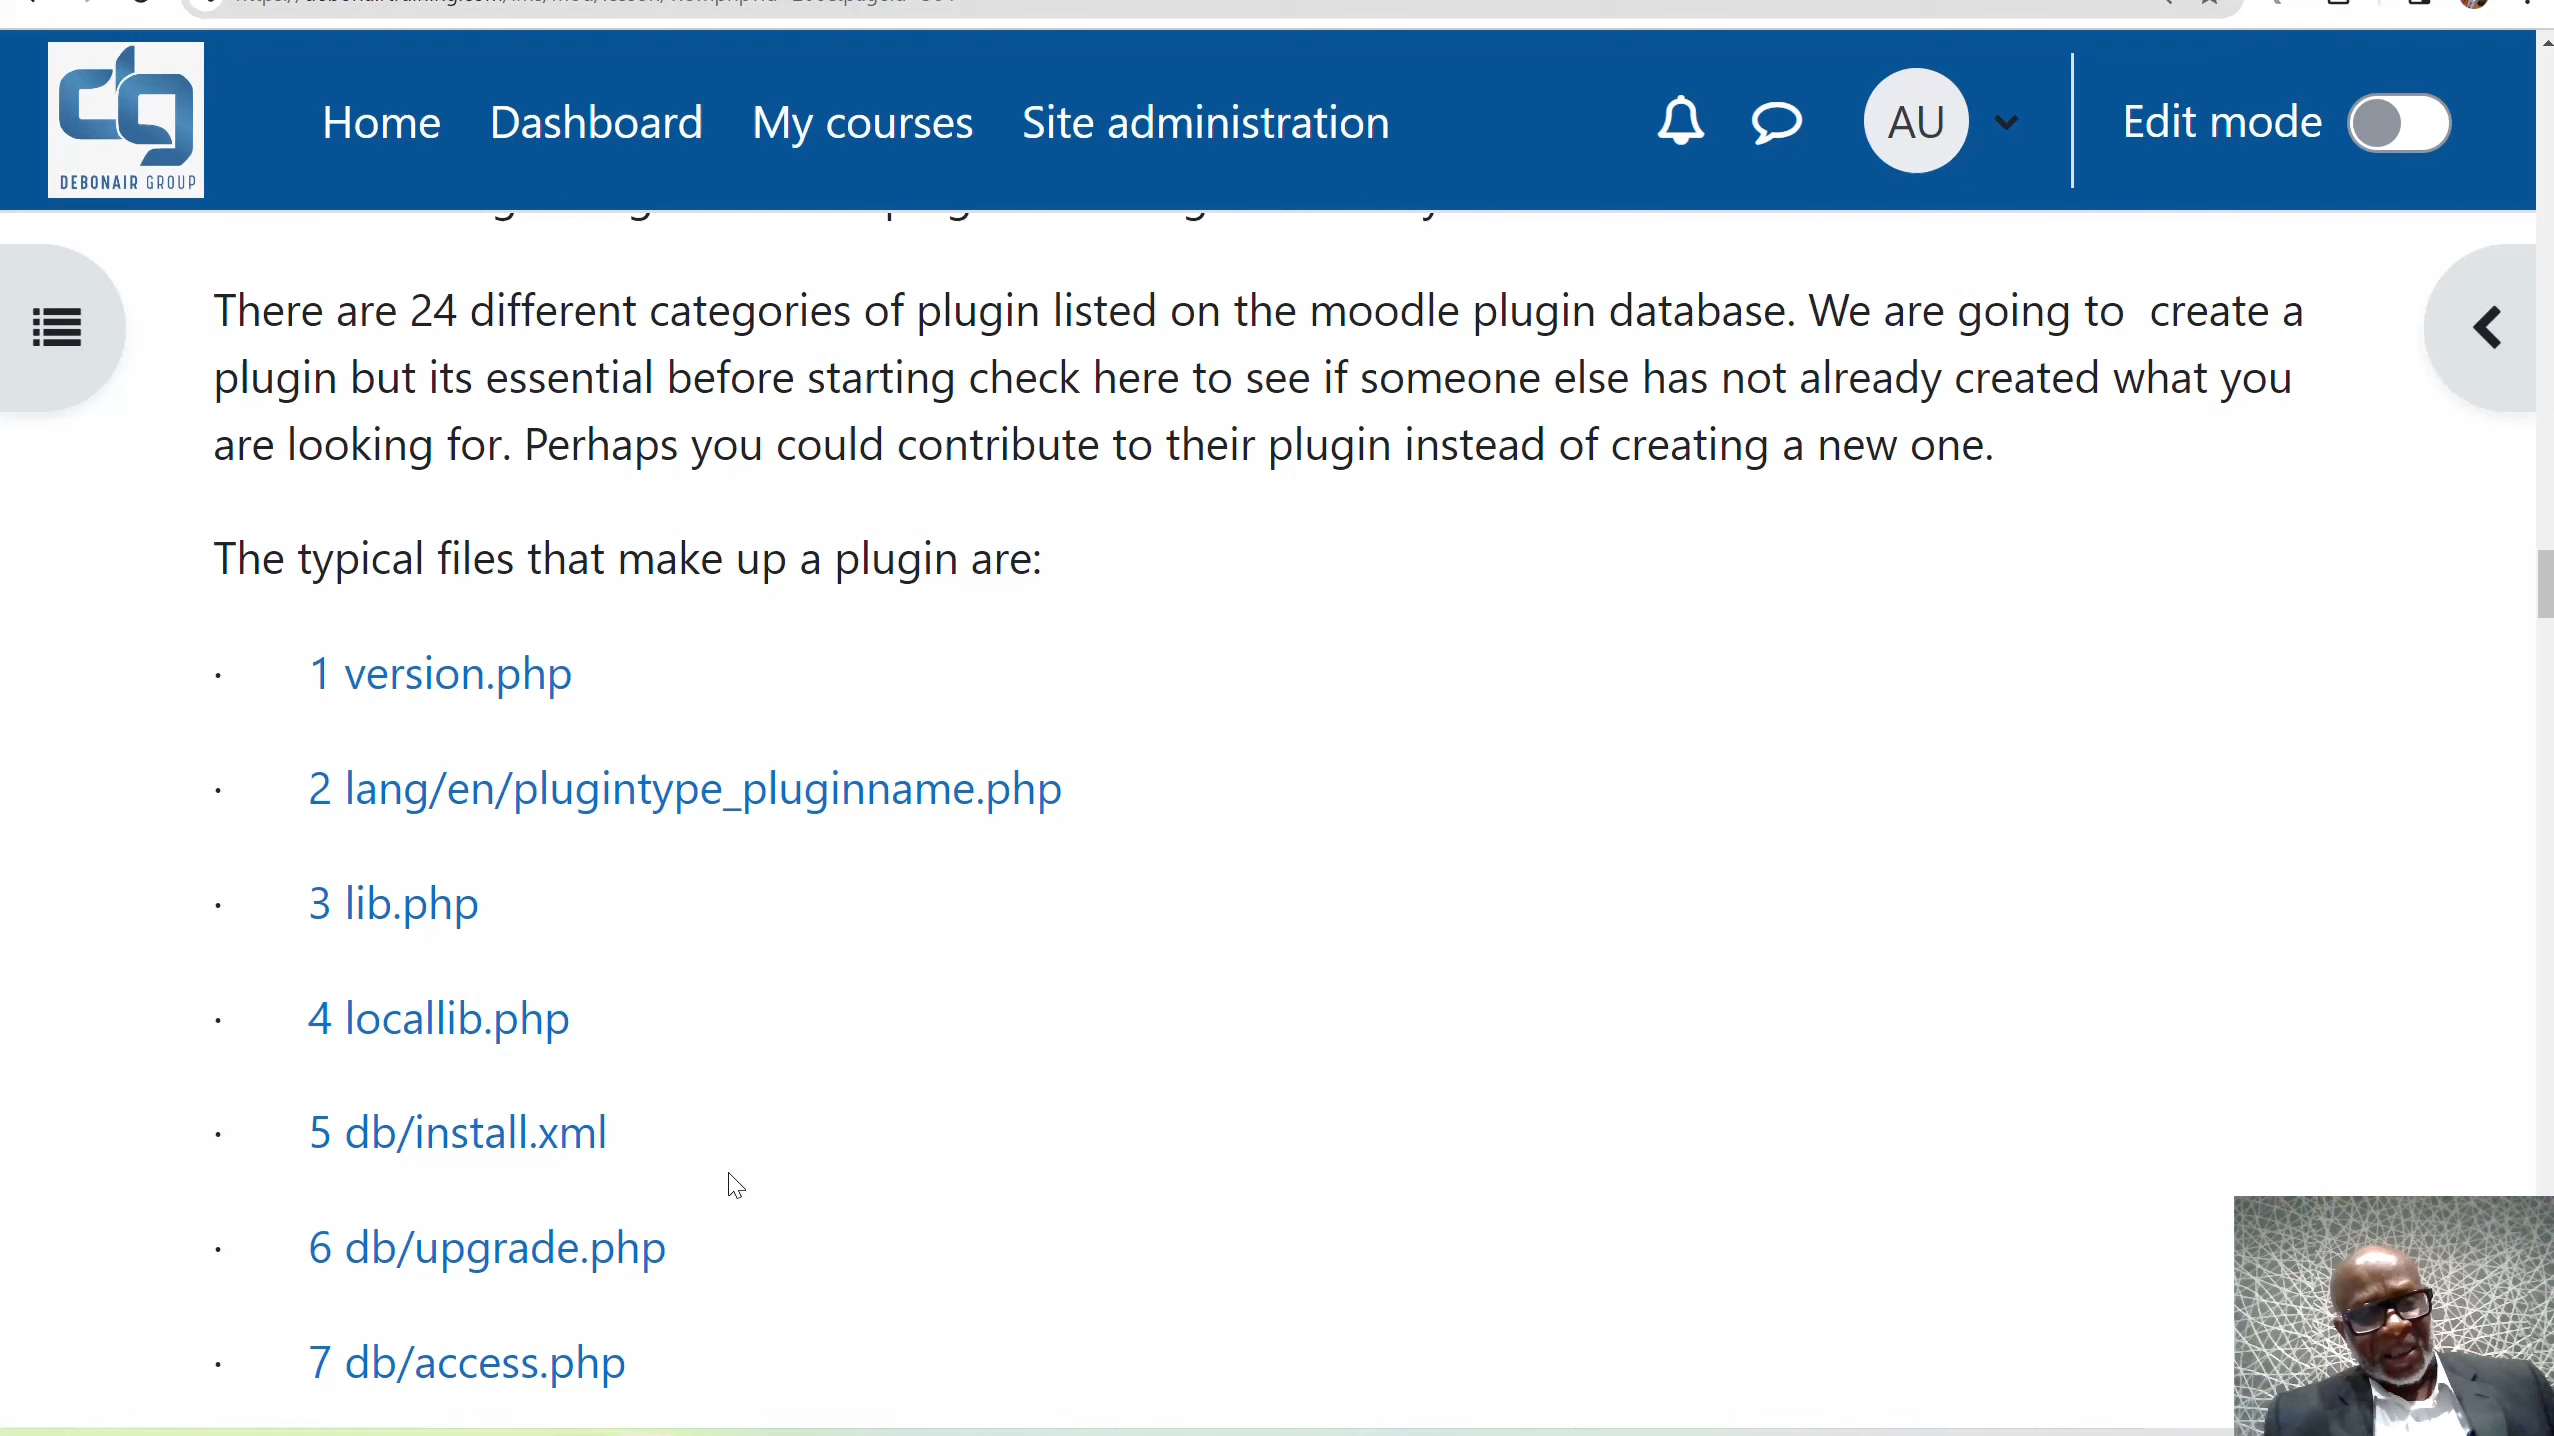 DEBONAIR GROUP
Home Dashboard My courses Site administration AU Edit mode
There are 24 different categories of plugin listed on the moodle plugin database. We are going to  create a
plugin but its essential before starting check here to see if someone else has not already created what you
are looking for. Perhaps you could contribute to their plugin instead of creating a new one.
The typical files that make up a plugin are:
· 1 version.php
· 2 lang/en/plugintype_pluginname.php
· 3 lib.php
· 4 locallib.php
· 5 db/install.xml
· 6 db/upgrade.php
· 7 db/access.php